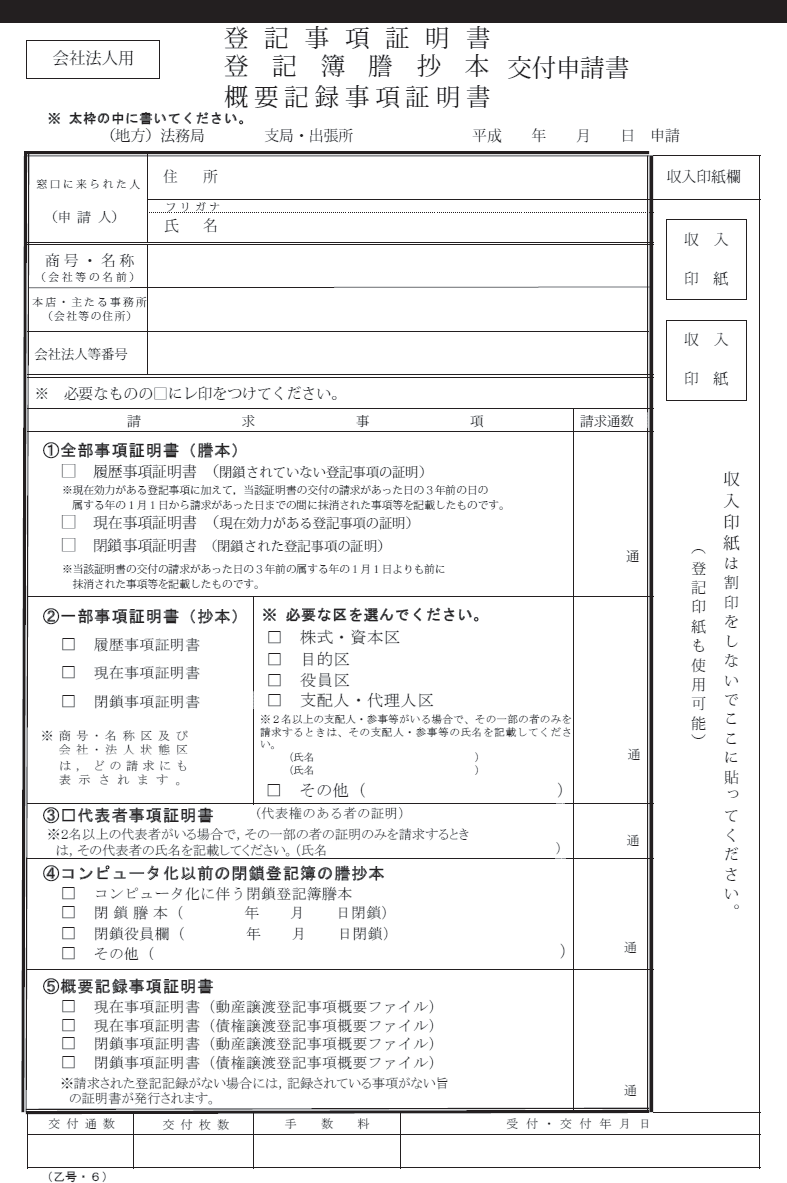 会社法人用
登記事項証明書
登記簿謄抄本 交付申請書
概要記録事項証明書
※ 太枠の中に書いてください。
（地方）法務局 支局・出張所 平成 年 月 日 申請
窓口に来られた人
（申請人）
住 所
フリガナ
氏 名
収入印紙欄
収 入
印 紙
収 入
印 紙
商号・名称
（会社等の名前）
本店・主たる事務所
（会社等の住所）
会社法人等番号
※ 必要なものの□にレ印をつけてください。
請 求 事 項 請求通数
①全部事項証明書（謄本）
□ 履歴事項証明書 （閉鎖されていない登記事項の証明）
※現在効力がある登記事項に加えて，当該証明書の交付の請求があった日の３年前の日の
属する年の１月１日から請求があった日までの間に抹消された事項等を記載したものです。
□ 現在事項証明書 （現在効力がある登記事項の証明）
□ 閉鎖事項証明書 （閉鎖された登記事項の証明）
通
※当該証明書の交付の請求があった日の３年前の属する年の１月１日よりも前に
抹消された事項等を記載したものです。
②一部事項証明書（抄本）
□ 履歴事項証明書
□ 現在事項証明書
□ 閉鎖事項証明書
※商号・名称区及び
会社・法人状態区
は，どの請求にも
表示されます。
※ 必要な区を選んでください。
□ 株式・資本区
□ 目的区
□ 役員区
□ 支配人・代理人区
※２名以上の支配人・参事等がいる場合で、その一部の者のみを
請求するときは、その支配人・参事等の氏名を記載してくださ
い。
（氏名 ）
（氏名 ）
□ その他（ ）
通
③□代表者事項証明書 （代表権のある者の証明）
※2名以上の代表者がいる場合で，その一部の者の証明のみを請求するとき
は，その代表者の氏名を記載してください。（氏名 ）
通
④コンピュータ化以前の閉鎖登記簿の謄抄本
□ コンピュータ化に伴う閉鎖登記簿謄本
□ 閉鎖謄本（ 年 月 日閉鎖）
□ 閉鎖役員欄（ 年 月 日閉鎖）
□ その他（ ）
通
⑤概要記録事項証明書
□ 現在事項証明書（動産譲渡登記事項概要ファイル）
□ 現在事項証明書（債権譲渡登記事項概要ファイル）
□ 閉鎖事項証明書（動産譲渡登記事項概要ファイル）
□ 閉鎖事項証明書（債権譲渡登記事項概要ファイル）
※請求された登記記録がない場合には，記録されている事項がない旨
の証明書が発行されます。
通
収入印紙は割印をしないでここに貼ってください。
（登記印紙も使用可能）
交付通数 交付枚数 手 数 料 受付・交付年月日
（乙号・６）